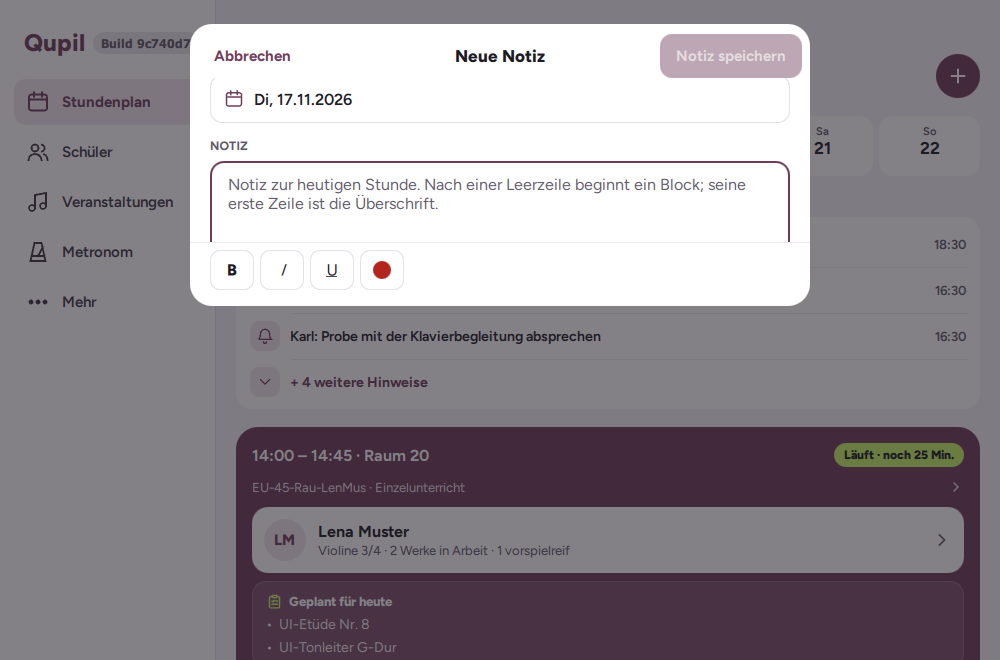 Qupil
Build 9c740d7
Abbrechen
Neue Notiz
Notiz speichern
Di, 17.11.2026
NOTIZ
Notiz zur heutigen Stunde. Nach einer Leerzeile beginnt ein Block; seine
erste Zeile ist die Überschrift.
B
I
U
Stundenplan
Schüler
Veranstaltungen
Metronom
Mehr
Sa
21
So
22
18:30
16:30
Karl: Probe mit der Klavierbegleitung absprechen
16:30
+ 4 weitere Hinweise
14:00 – 14:45 · Raum 20
Läuft · noch 25 Min.
EU-45-Rau-LenMus · Einzelunterricht
LM
Lena Muster
Violine 3/4 · 2 Werke in Arbeit · 1 vorspielreif
Geplant für heute
• UI-Etüde Nr. 8
• UI-Tonleiter G-Dur